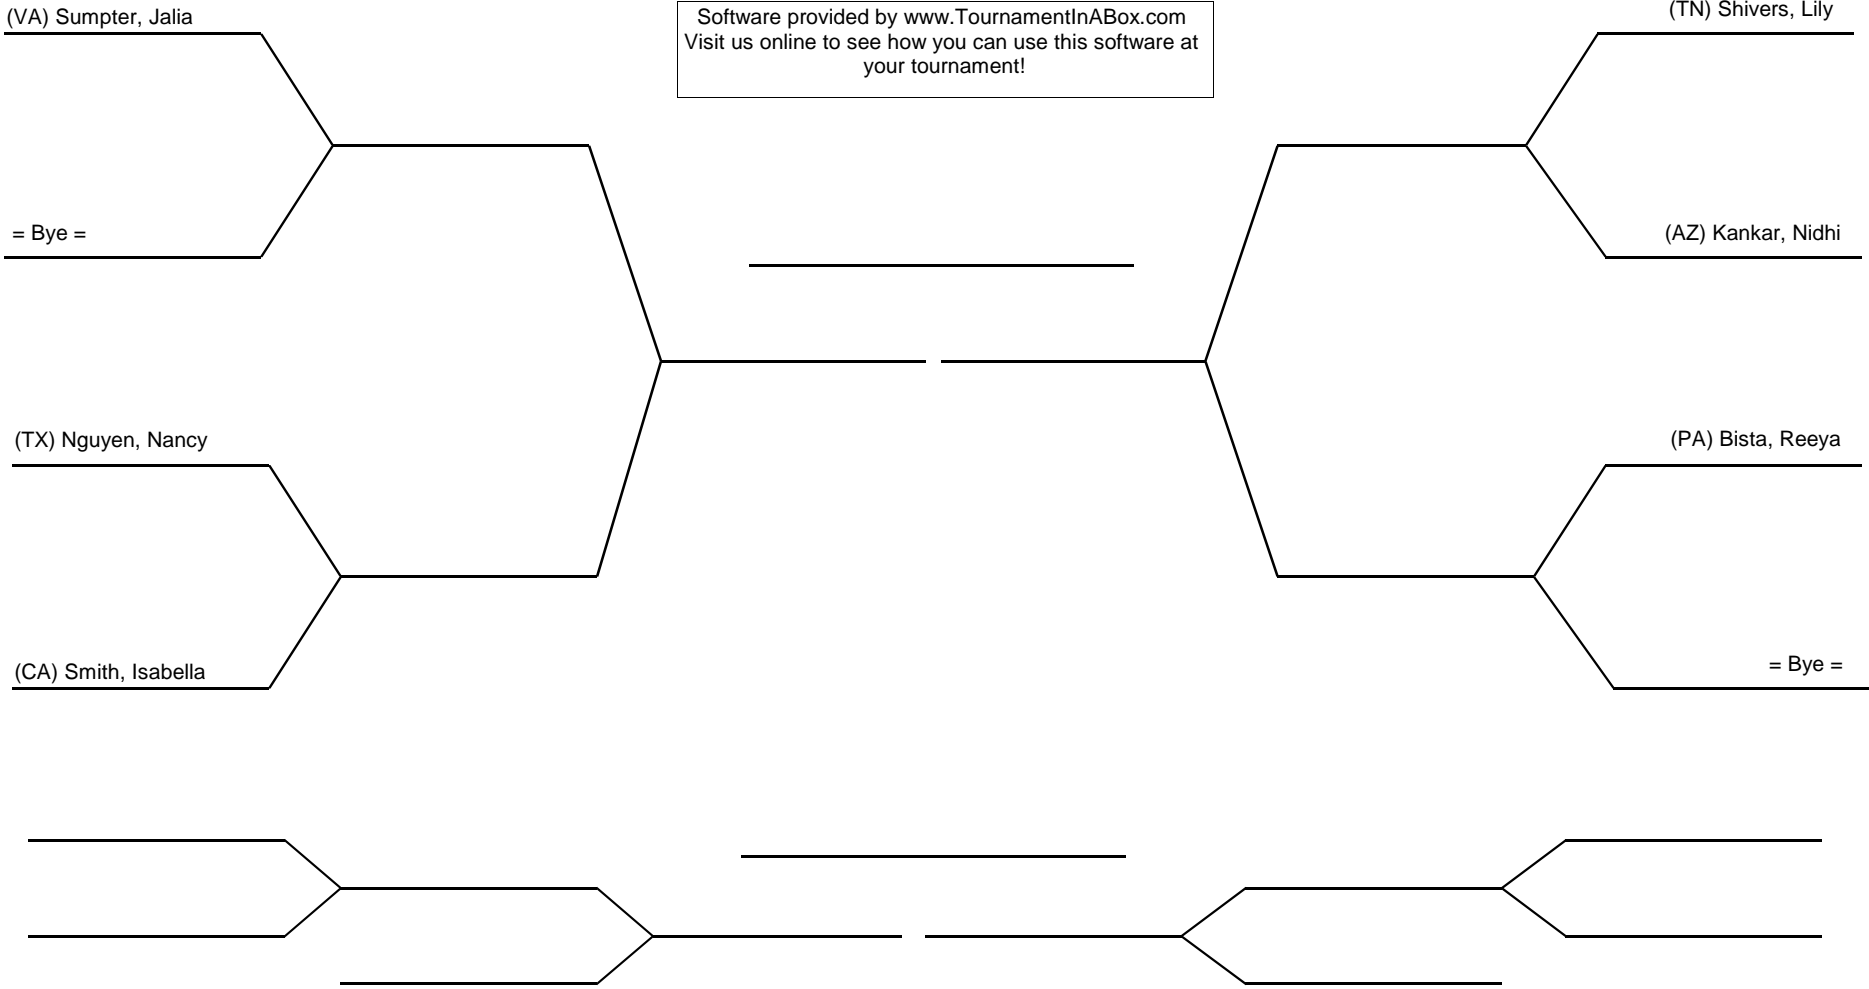 (VA) Sumpter, Jalia
Software provided by www.TournamentInABox.com
Visit us online to see how you can use this software at
your tournament!
(TN) Shivers, Lily
= Bye =
(AZ) Kankar, Nidhi
(TX) Nguyen, Nancy
(PA) Bista, Reeya
(CA) Smith, Isabella
= Bye =